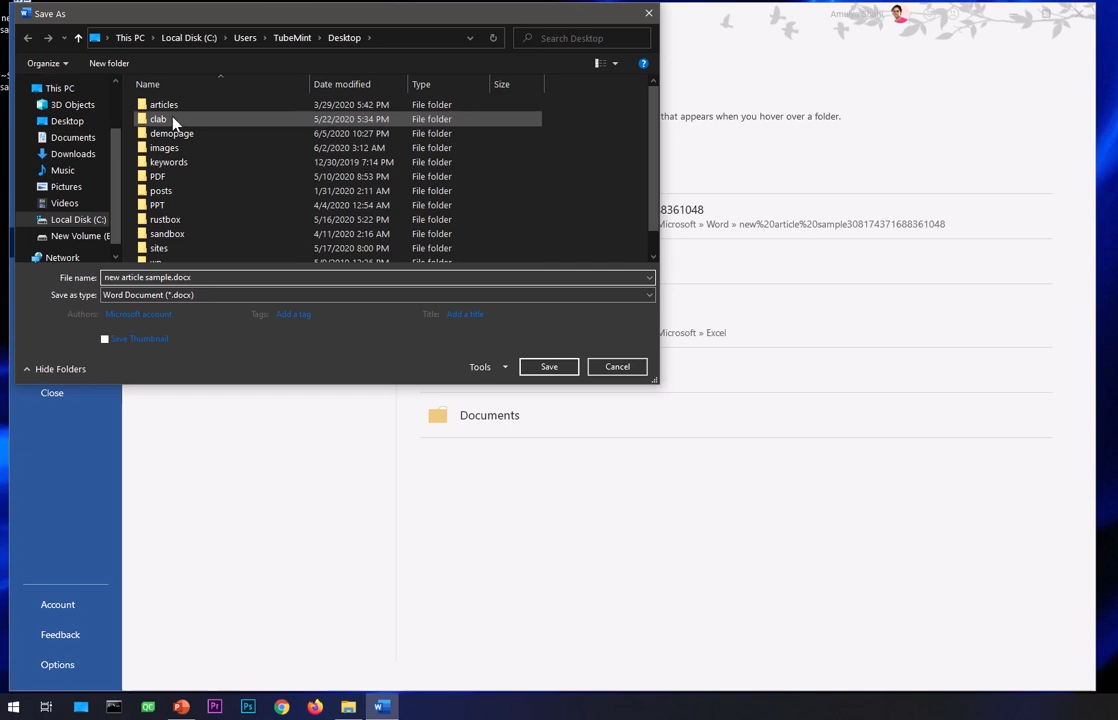 Save As
This PC > Local Disk (C:) > Users > TubeMint > Desktop >
Search Desktop
Organize
New folder
Name Date modified Type Size
This PC
3D Objects
Desktop
Documents
Downloads
Music
Pictures
Videos
Local Disk (C:)
New Volume (E
Network
articles 3/29/2020 5:42 PM File folder
clab 5/22/2020 5:34 PM File folder
demopage 6/5/2020 10:27 PM File folder
images 6/2/2020 3:12 AM File folder
keywords 12/30/2019 7:14 PM File folder
PDF 5/10/2020 8:53 PM File folder
posts 1/31/2020 2:11 AM File folder
PPT 4/4/2020 12:54 AM File folder
rustbox 5/16/2020 5:22 PM File folder
sandbox 4/11/2020 2:16 AM File folder
sites 5/17/2020 8:00 PM File folder
File name: new article sample.docx
Save as type: Word Document (*.docx)
Authors: Microsoft account Tags: Add a tag Title: Add a title
Save Thumbnail
Hide Folders
Tools Save Cancel
that appears when you hover over a folder.
8361048
Microsoft » Word » new%20article%20sample308174371688361048
Microsoft » Excel
Documents
Close
Account
Feedback
Options